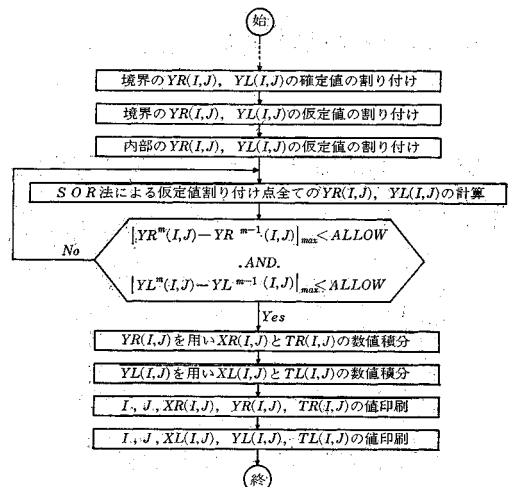 始
境界のYR(I,J), YL(I,J)の確定値の割り付け
境界のYR(I,J), YL(I,J)の仮定値の割り付け
内部のYR(I,J), YL(I,J)の仮定値の割り付け
SOR法による仮定値割り付け点全てのYR(I,J), YL(I,J)の計算
|YR^m(I,J)−YR^{m−1}(I,J)|_max<ALLOW
.AND.
|YL^m(I,J)−YL^{m−1}(I,J)|_max<ALLOW
No
Yes
YR(I,J)を用いXR(I,J)とTR(I,J)の数値積分
YL(I,J)を用いXL(I,J)とTL(I,J)の数値積分
I, J, XR(I,J), YR(I,J), TR(I,J)の値印刷
I, J, XL(I,J), YL(I,J), TL(I,J)の値印刷
終